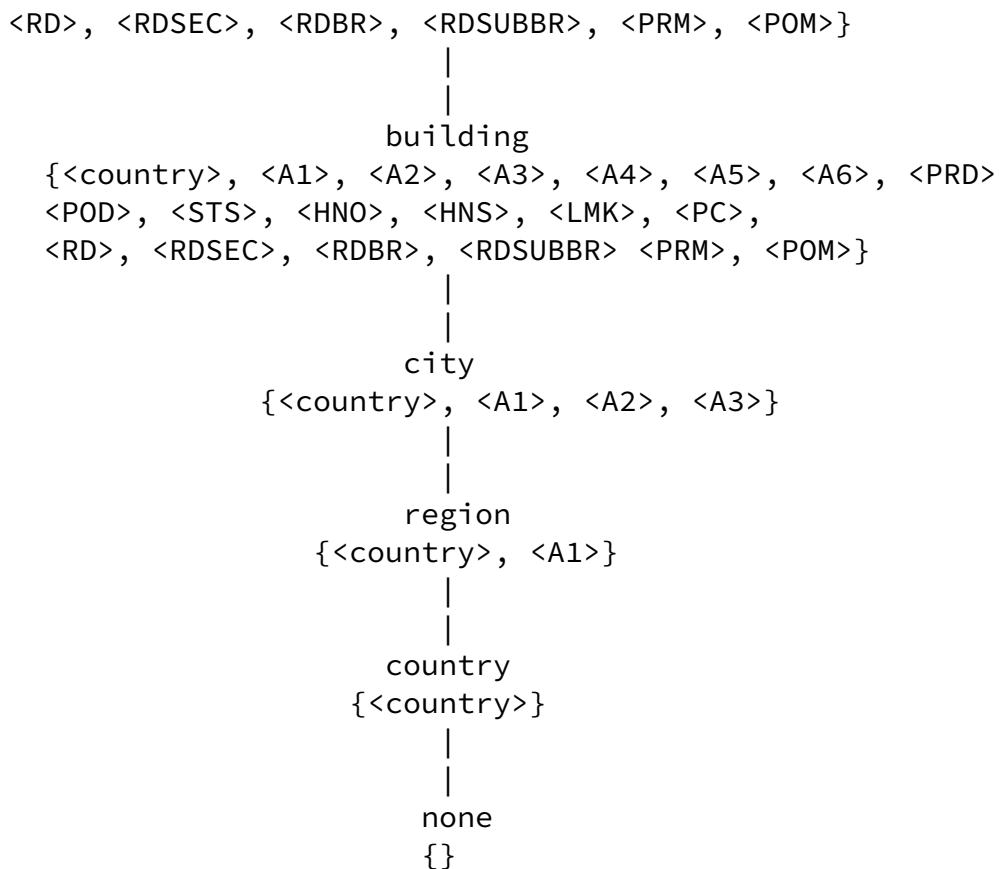 <RD>, <RDSEC>, <RDBR>, <RDSUBBR>, <PRM>, <POM>}
|
|
building
{<country>, <A1>, <A2>, <A3>, <A4>, <A5>, <A6>, <PRD>
<POD>, <STS>, <HNO>, <HNS>, <LMK>, <PC>,
<RD>, <RDSEC>, <RDBR>, <RDSUBBR> <PRM>, <POM>}
|
|
city
{<country>, <A1>, <A2>, <A3>}
|
|
region
{<country>, <A1>}
|
|
country
{<country>}
|
|
none
{}